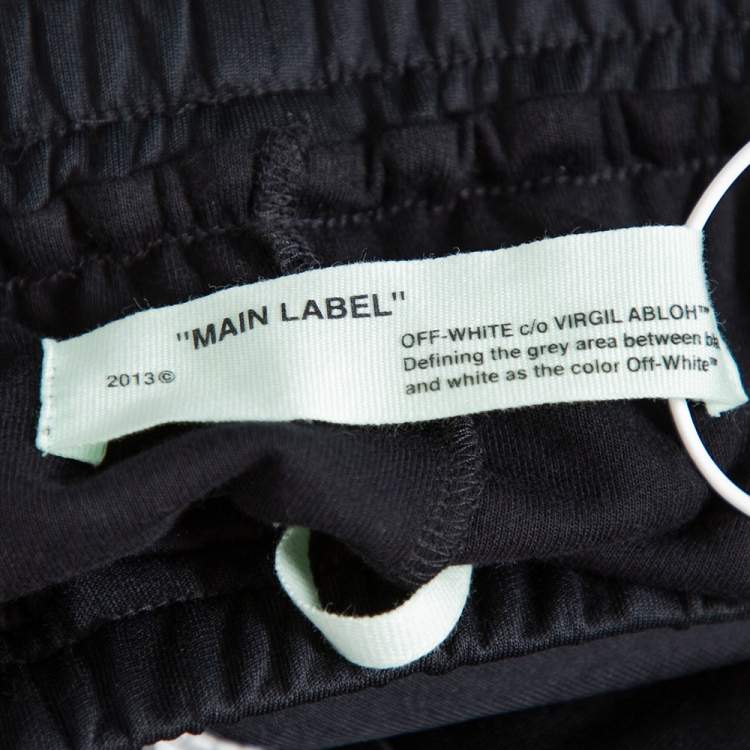 "MAIN LABEL"
2013©
OFF-WHITE c/o VIRGIL ABLOH™
Defining the grey area between
and white as the color Off-White™